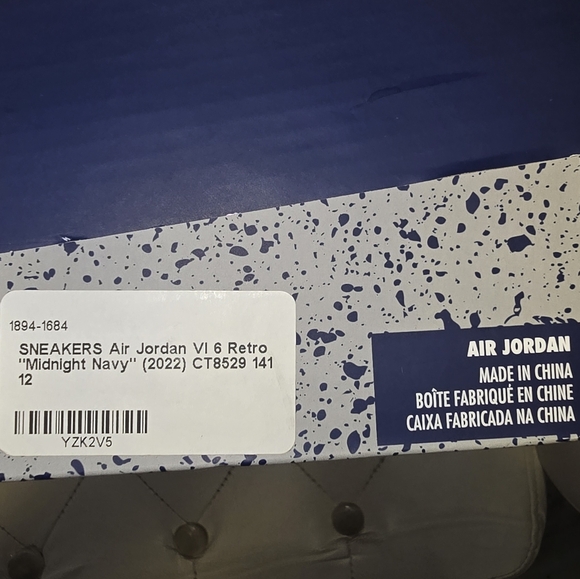 1894-1684
SNEAKERS Air Jordan VI 6 Retro
"Midnight Navy" (2022) CT8529 141
12
YZK2V5
AIR JORDAN
MADE IN CHINA
BOÎTE FABRIQUÉ EN CHINE
CAIXA FABRICADA NA CHINA